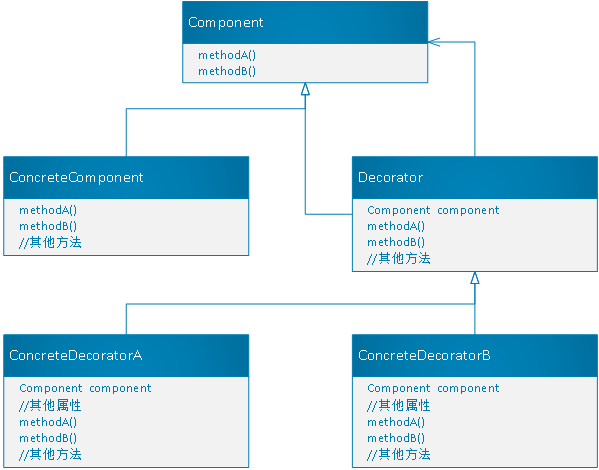 Component
methodA()
methodB()
ConcreteComponent
methodA()
methodB()
//其他方法
Decorator
Component component
methodA()
methodB()
//其他方法
ConcreteDecoratorA
Component component
//其他属性
methodA()
methodB()
//其他方法
ConcreteDecoratorB
Component component
//其他属性
methodA()
methodB()
//其他方法